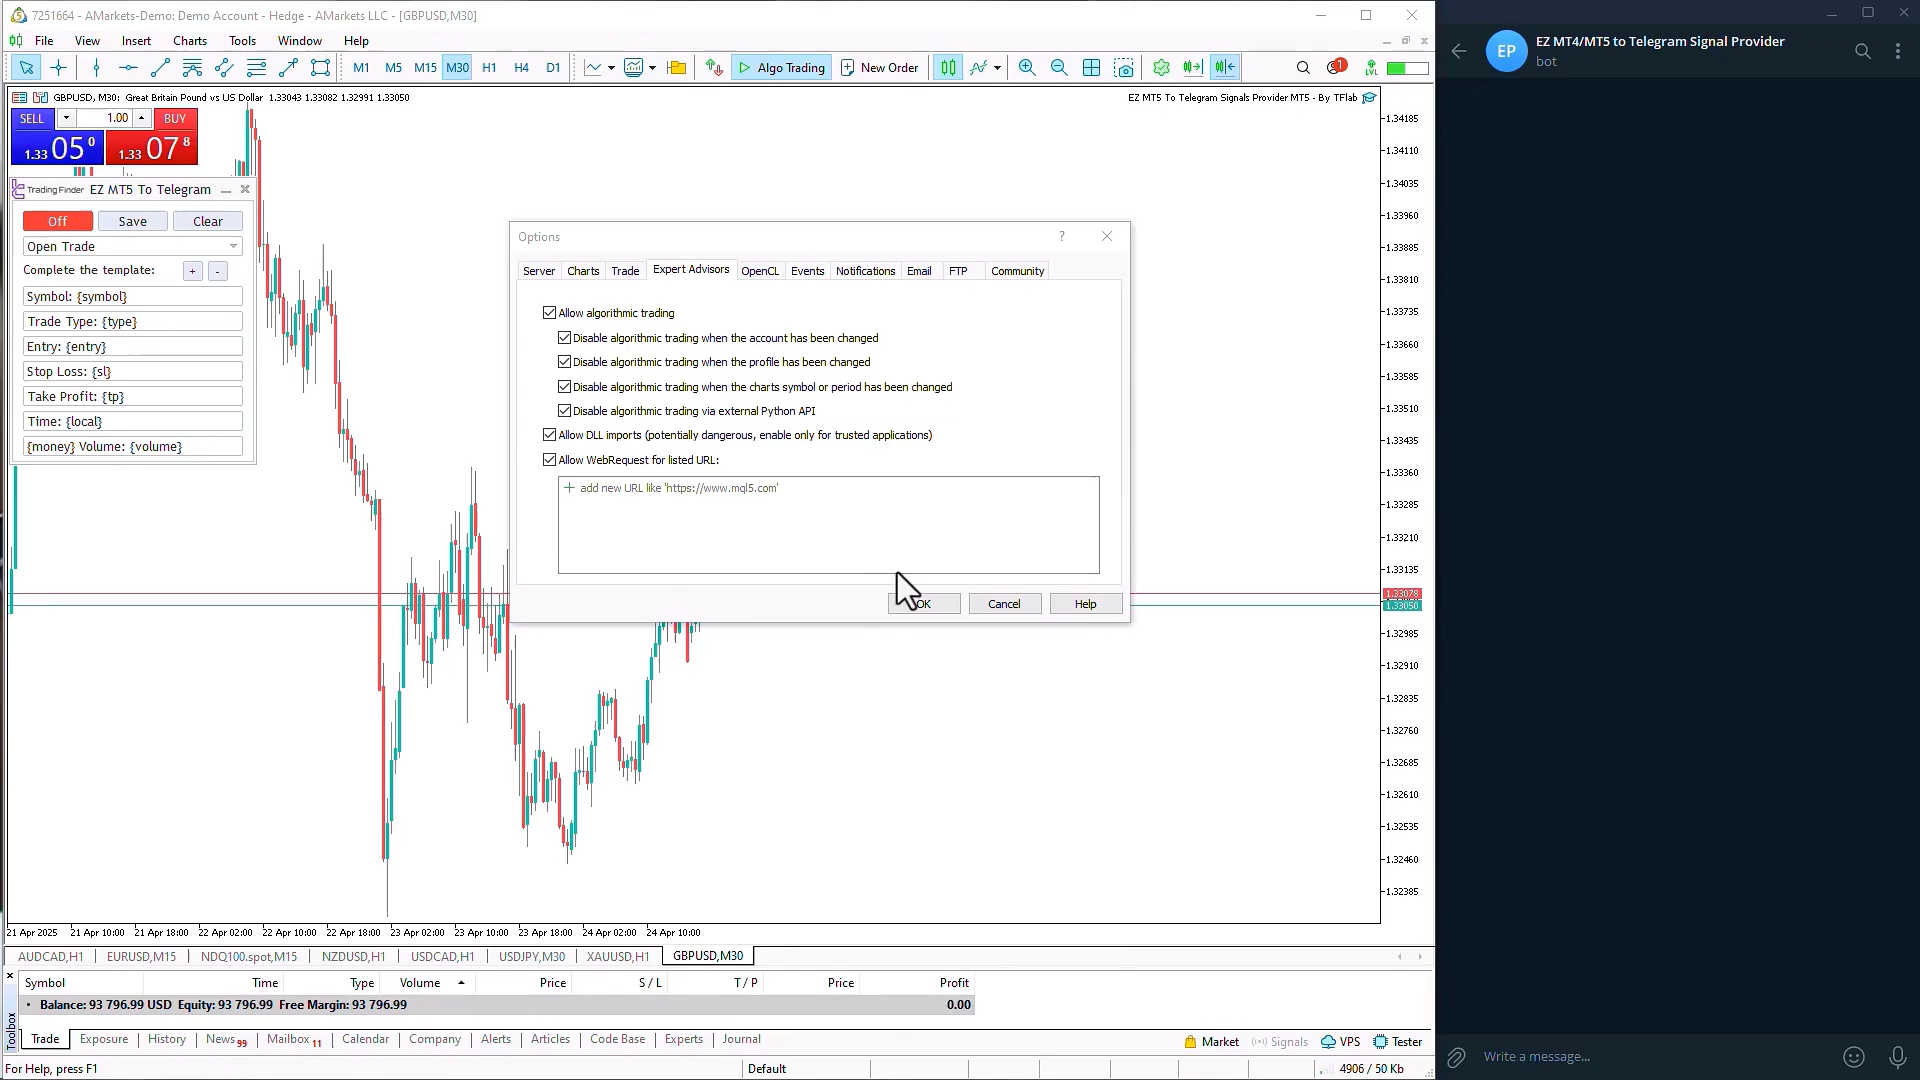 7251664 - AMarkets-Demo: Demo Account - Hedge - AMarkets LLC - [GBPUSD,M30]
File View Insert Charts Tools Window Help
M1 M5 M15 M30 H1 H4 D1 Algo Trading New Order 1 LVL
GBPUSD, M30: Great Britain Pound vs US Dollar 1.33043 1.33082 1.32991 1.33050
EZ MT5 To Telegram Signals Provider MT5 - By TFlab
SELL 1.00 BUY
1.33 05 0 1.33 07 8
Trading Finder EZ MT5 To Telegram
Off Save Clear
Open Trade
Complete the template: + -
Symbol: {symbol}
Trade Type: {type}
Entry: {entry}
Stop Loss: {sl}
Take Profit: {tp}
Time: {local}
{money} Volume: {volume}
Options ?
Server Charts Trade Expert Advisors OpenCL Events Notifications Email FTP Community
Allow algorithmic trading
Disable algorithmic trading when the account has been changed
Disable algorithmic trading when the profile has been changed
Disable algorithmic trading when the charts symbol or period has been changed
Disable algorithmic trading via external Python API
Allow DLL imports (potentially dangerous, enable only for trusted applications)
Allow WebRequest for listed URL:
add new URL like 'https://www.mql5.com'
OK Cancel Help
1.34185
1.34110
1.34035
1.33960
1.33885
1.33810
1.33735
1.33660
1.33585
1.33510
1.33435
1.33360
1.33285
1.33210
1.33135
1.33078
1.33050
1.32985
1.32910
1.32835
1.32760
1.32685
1.32610
1.32535
1.32460
1.32385
21 Apr 2025 21 Apr 10:00 21 Apr 18:00 22 Apr 02:00 22 Apr 10:00 22 Apr 18:00 23 Apr 02:00 23 Apr 10:00 23 Apr 18:00 24 Apr 02:00 24 Apr 10:00
AUDCAD,H1 EURUSD,M15 NDQ100.spot,M15 NZDUSD,H1 USDCAD,H1 USDJPY,M30 XAUUSD,H1 GBPUSD,M30
Symbol Time Type Volume Price S / L T / P Price Profit
Balance: 93 796.99 USD Equity: 93 796.99 Free Margin: 93 796.99 0.00
Toolbox
Trade Exposure History News 99 Mailbox 11 Calendar Company Alerts Articles Code Base Experts Journal
Market Signals VPS Tester
For Help, press F1 Default 4906 / 50 Kb
EP EZ MT4/MT5 to Telegram Signal Provider
bot
Write a message...